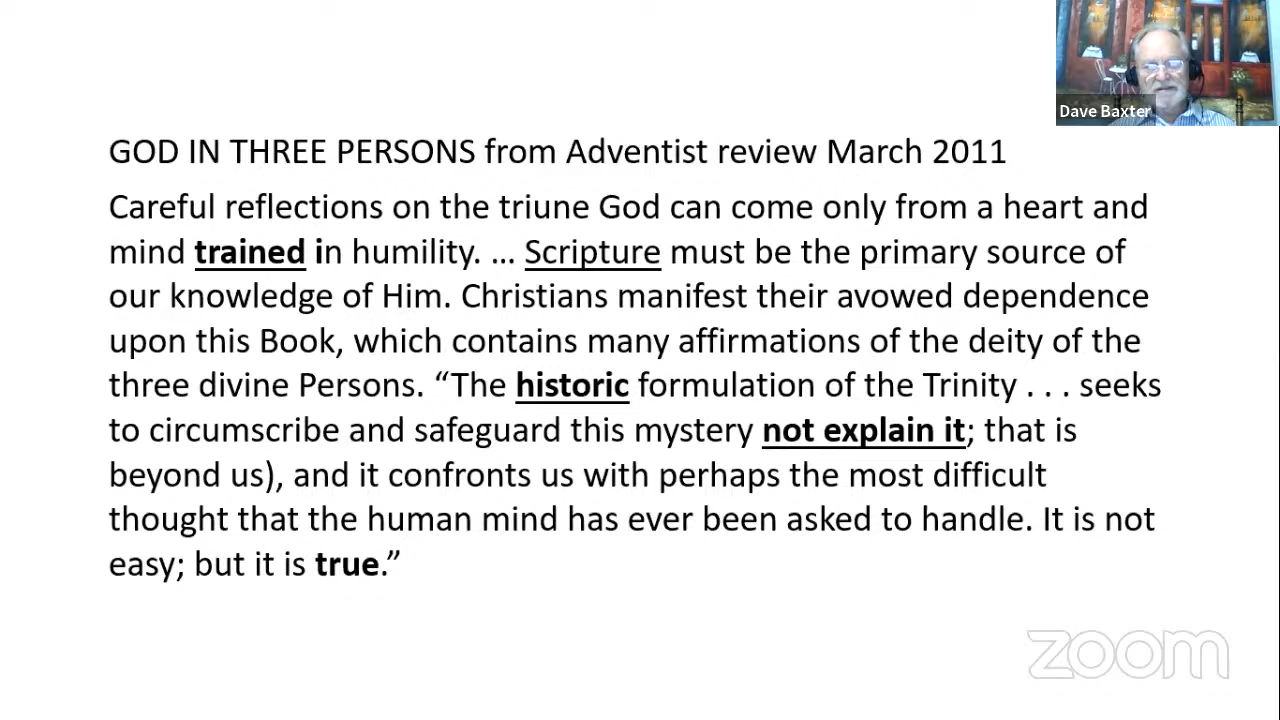 Dave Baxter
GOD IN THREE PERSONS from Adventist review March 2011
Careful reflections on the triune God can come only from a heart and
mind trained in humility. ... Scripture must be the primary source of
our knowledge of Him. Christians manifest their avowed dependence
upon this Book, which contains many affirmations of the deity of the
three divine Persons. “The historic formulation of the Trinity . . . seeks
to circumscribe and safeguard this mystery not explain it; that is
beyond us), and it confronts us with perhaps the most difficult
thought that the human mind has ever been asked to handle. It is not
easy; but it is true.”
zoom